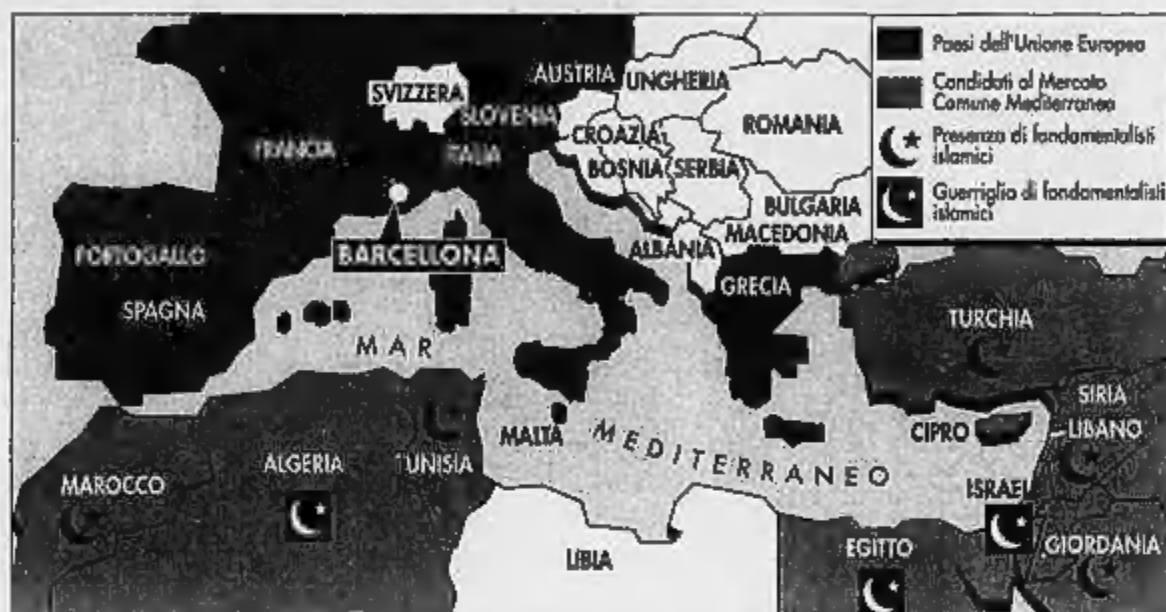 Paesi dell'Unione Europea
Candidati al Mercato
Comune Mediterraneo
Presenza di fondamentalisti
islamici
Guerriglia di fondamentalisti
islamici
AUSTRIA
UNGHERIA
SVIZZERA
SLOVENIA
ROMANIA
CROAZIA
FRANCIA
ITALIA
BOSNIA
SERBIA
BULGARIA
MACEDONIA
ALBANIA
PORTOGALLO
BARCELLONA
GRECIA
SPAGNA
TURCHIA
MAR
SIRIA
MALTA
MEDITERRANEO
CIPRO
LIBANO
ALGERIA
TUNISIA
MAROCCO
ISRAELE
EGITTO
GIORDANIA
LIBIA